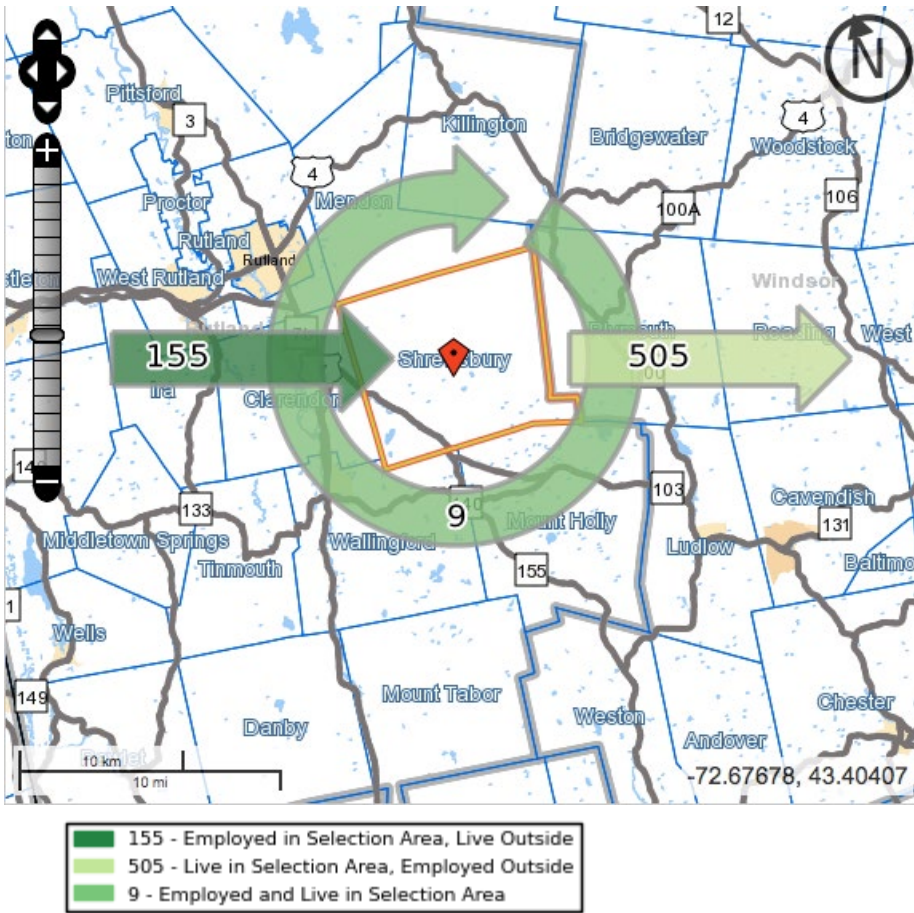 12
Pittsford
3
Killington
4
Bridgewater
4
Woodstock
N
Proctor
Mendon
100A
106
Rutland
Rutland
West Rutland
Windsor
Reading
West
155
Shrewsbury
505
Ira
Clarendon
133
9
103
Mount Holly
Cavendish
131
Middletown Springs
Wallingford
Ludlow
Tinmouth
155
Wells
149
Mount Tabor
Danby
Weston
Chester
Andover
10 km
10 mi
-72.67678, 43.40407
155 - Employed in Selection Area, Live Outside
505 - Live in Selection Area, Employed Outside
9 - Employed and Live in Selection Area